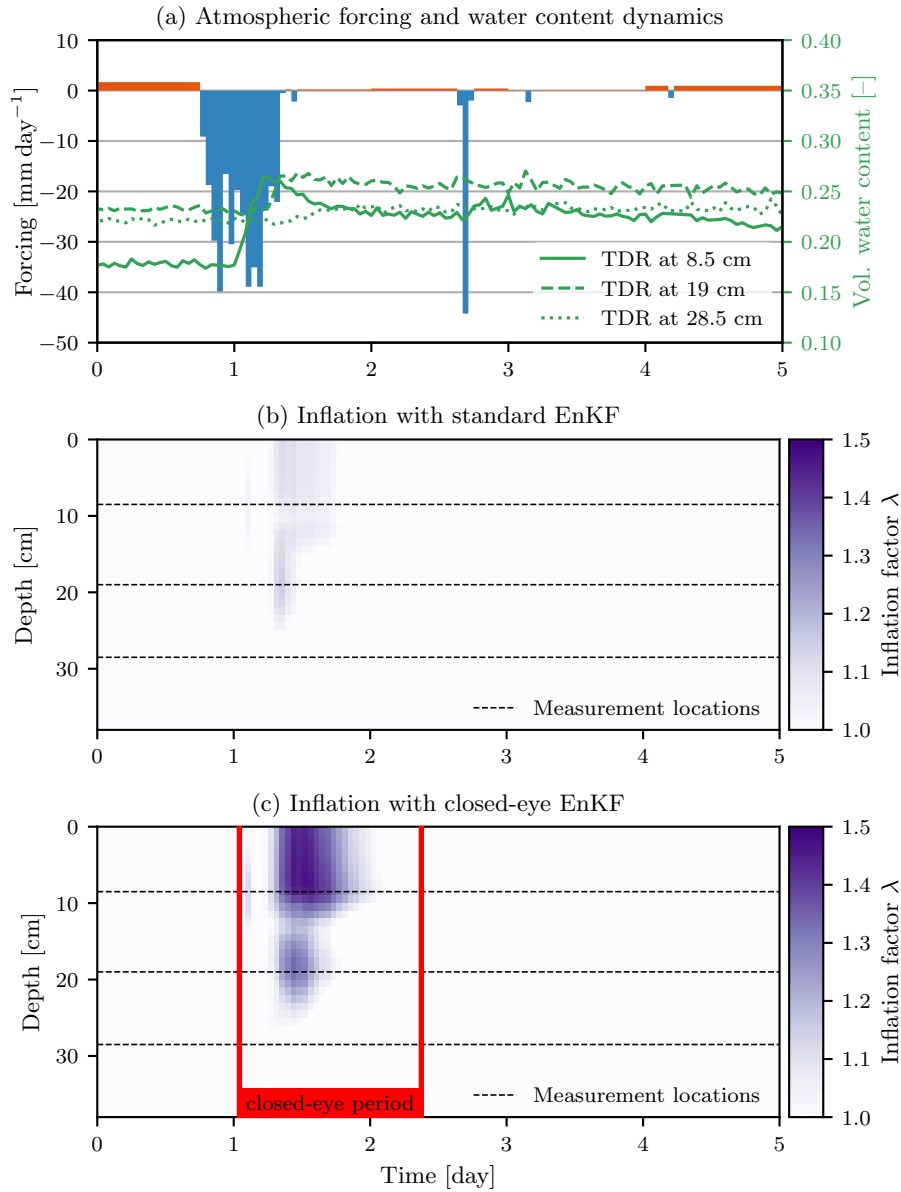 (a) Atmospheric forcing and water content dynamics
10
0
−10
−20
−30
−40
−50
Forcing [mm day⁻¹]
0.40
0.35
0.30
0.25
0.20
0.15
0.10
Vol. water content [–]
TDR at 8.5 cm
TDR at 19 cm
TDR at 28.5 cm
0 1 2 3 4 5
(b) Inflation with standard EnKF
0
10
20
30
Depth [cm]
Measurement locations
0 1 2 3 4 5
1.5
1.4
1.3
1.2
1.1
1.0
Inflation factor λ
(c) Inflation with closed-eye EnKF
0
10
20
30
Depth [cm]
closed-eye period
Measurement locations
0 1 2 3 4 5
Time [day]
1.5
1.4
1.3
1.2
1.1
1.0
Inflation factor λ